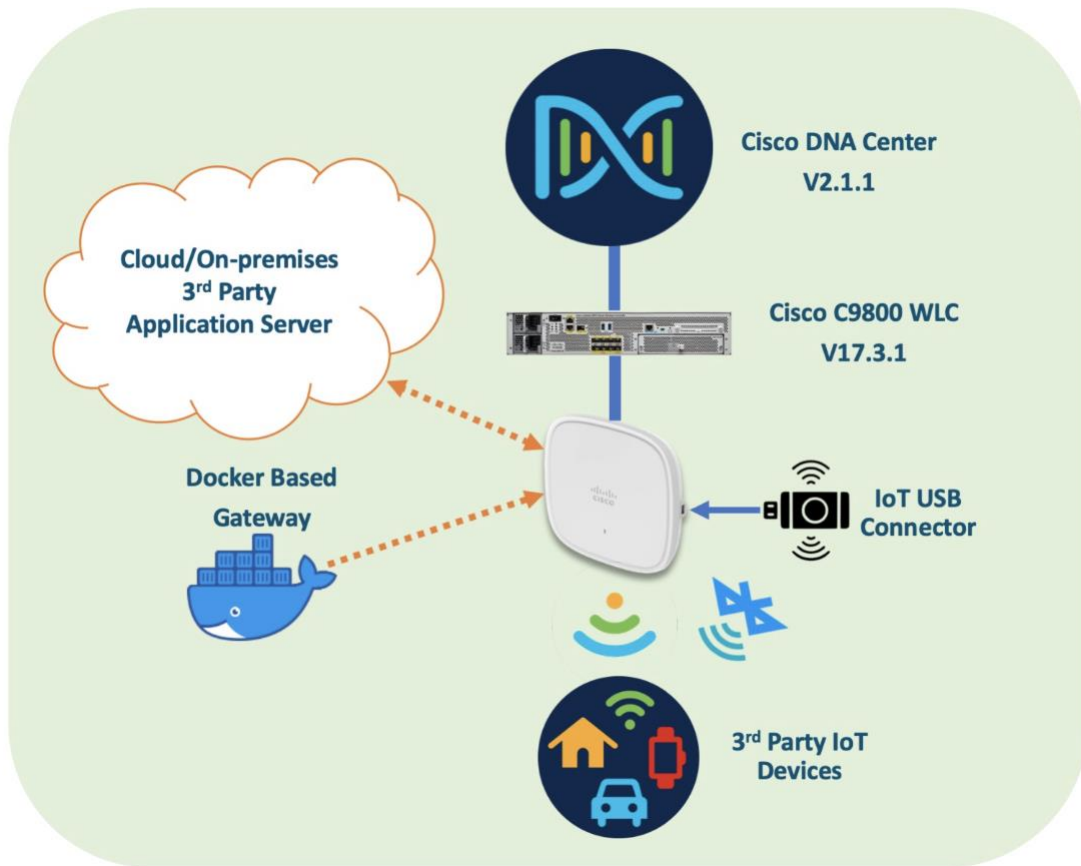 Cisco DNA Center
V2.1.1
Cloud/On-premises
3rd Party
Application Server
Cisco C9800 WLC
V17.3.1
Docker Based
Gateway
CISCO
IoT USB
Connector
3rd Party IoT
Devices